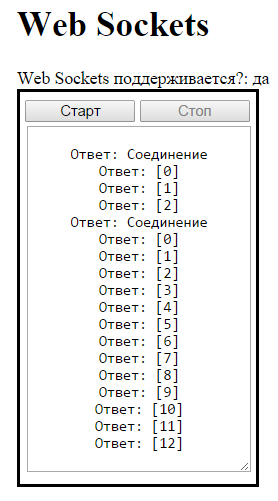 Web Sockets
Web Sockets поддерживается?: да
Старт Стоп
Ответ: Соединение
Ответ: [0]
Ответ: [1]
Ответ: [2]
Ответ: Соединение
Ответ: [0]
Ответ: [1]
Ответ: [2]
Ответ: [3]
Ответ: [4]
Ответ: [5]
Ответ: [6]
Ответ: [7]
Ответ: [8]
Ответ: [9]
Ответ: [10]
Ответ: [11]
Ответ: [12]